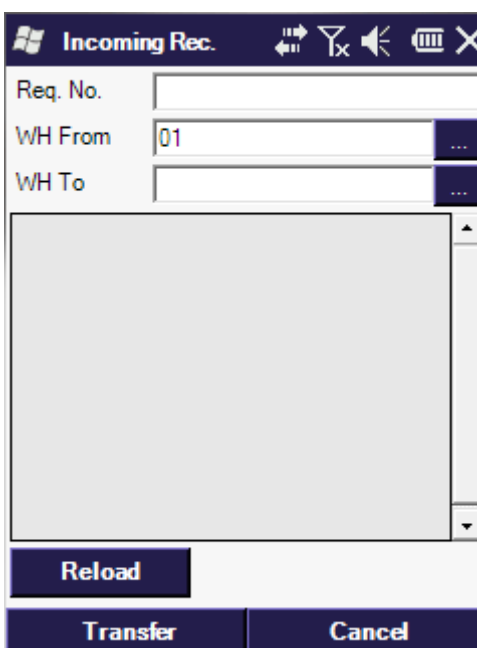 Incoming Rec.
Req. No.
WH From 01 ...
WH To ...
Reload
Transfer Cancel